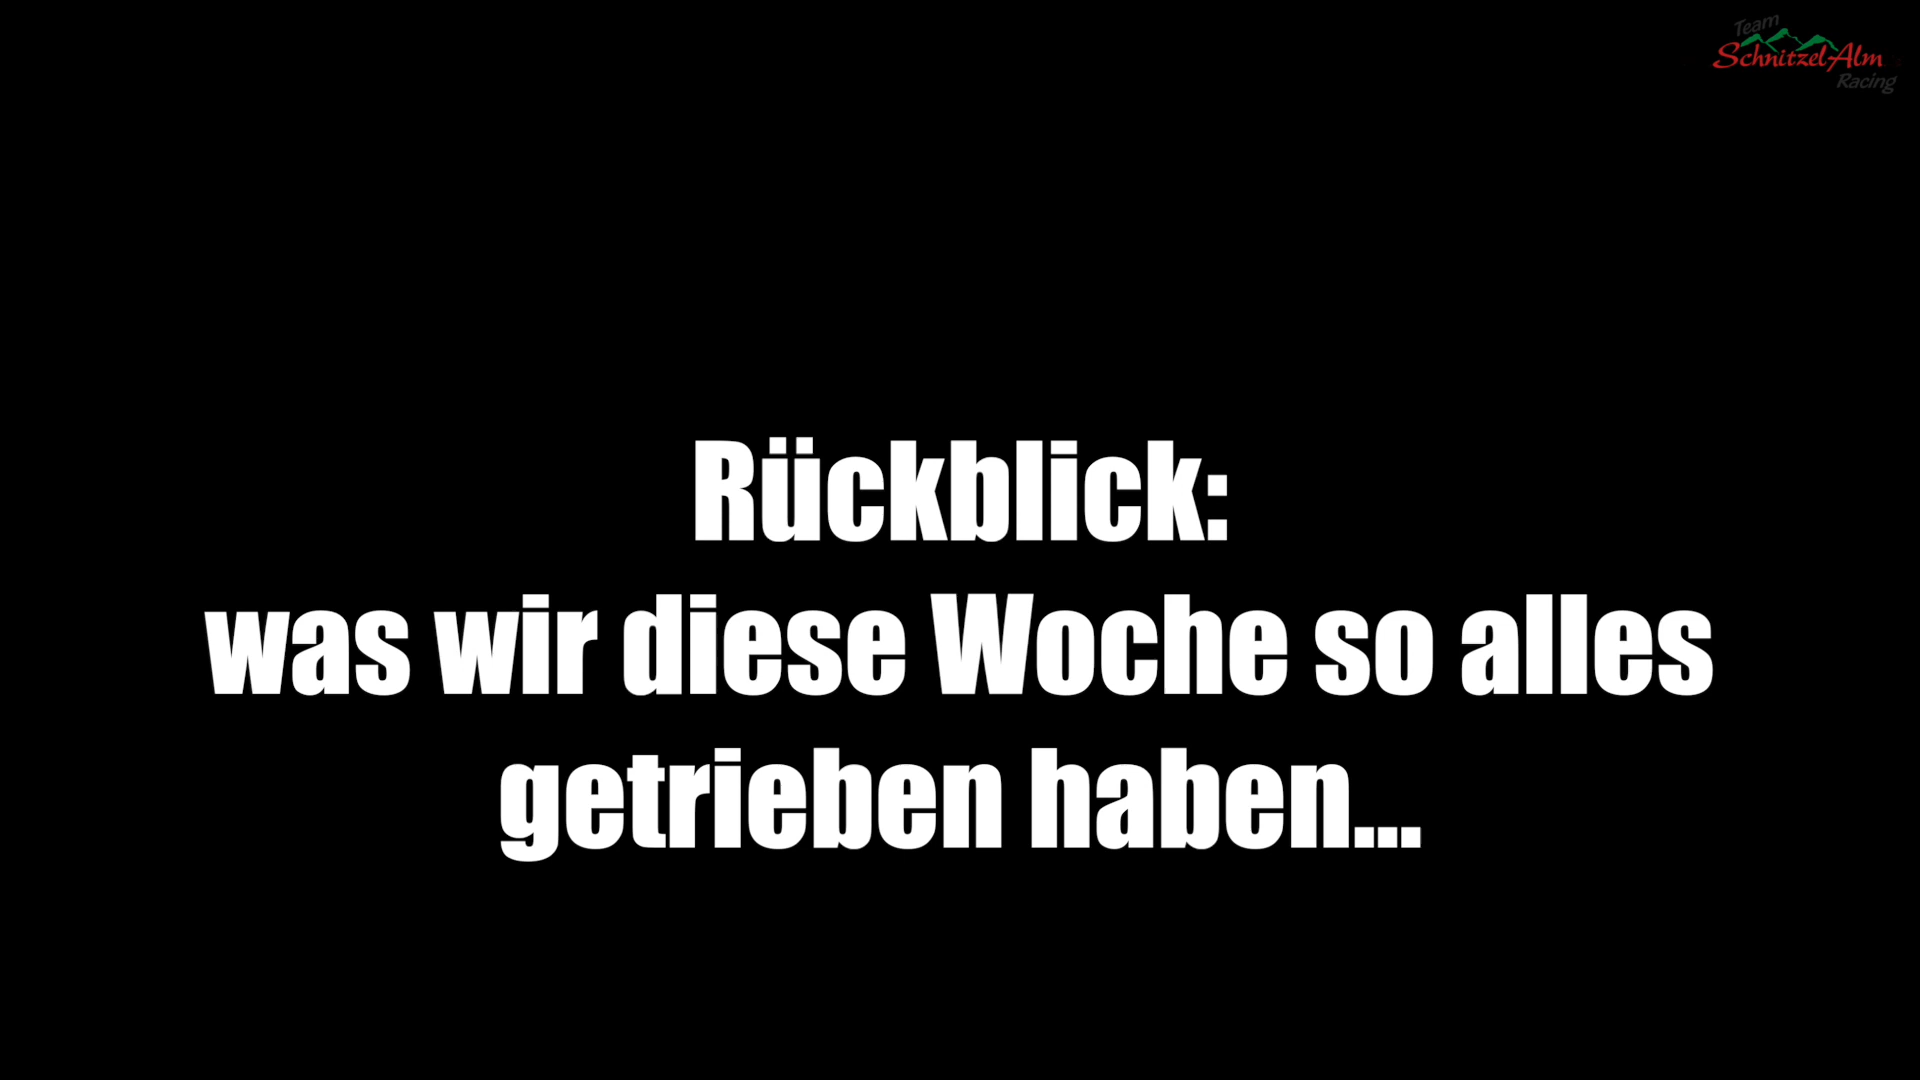 Team
Schnitzel Alm
Racing
Rückblick:
was wir diese Woche so alles
getrieben haben...